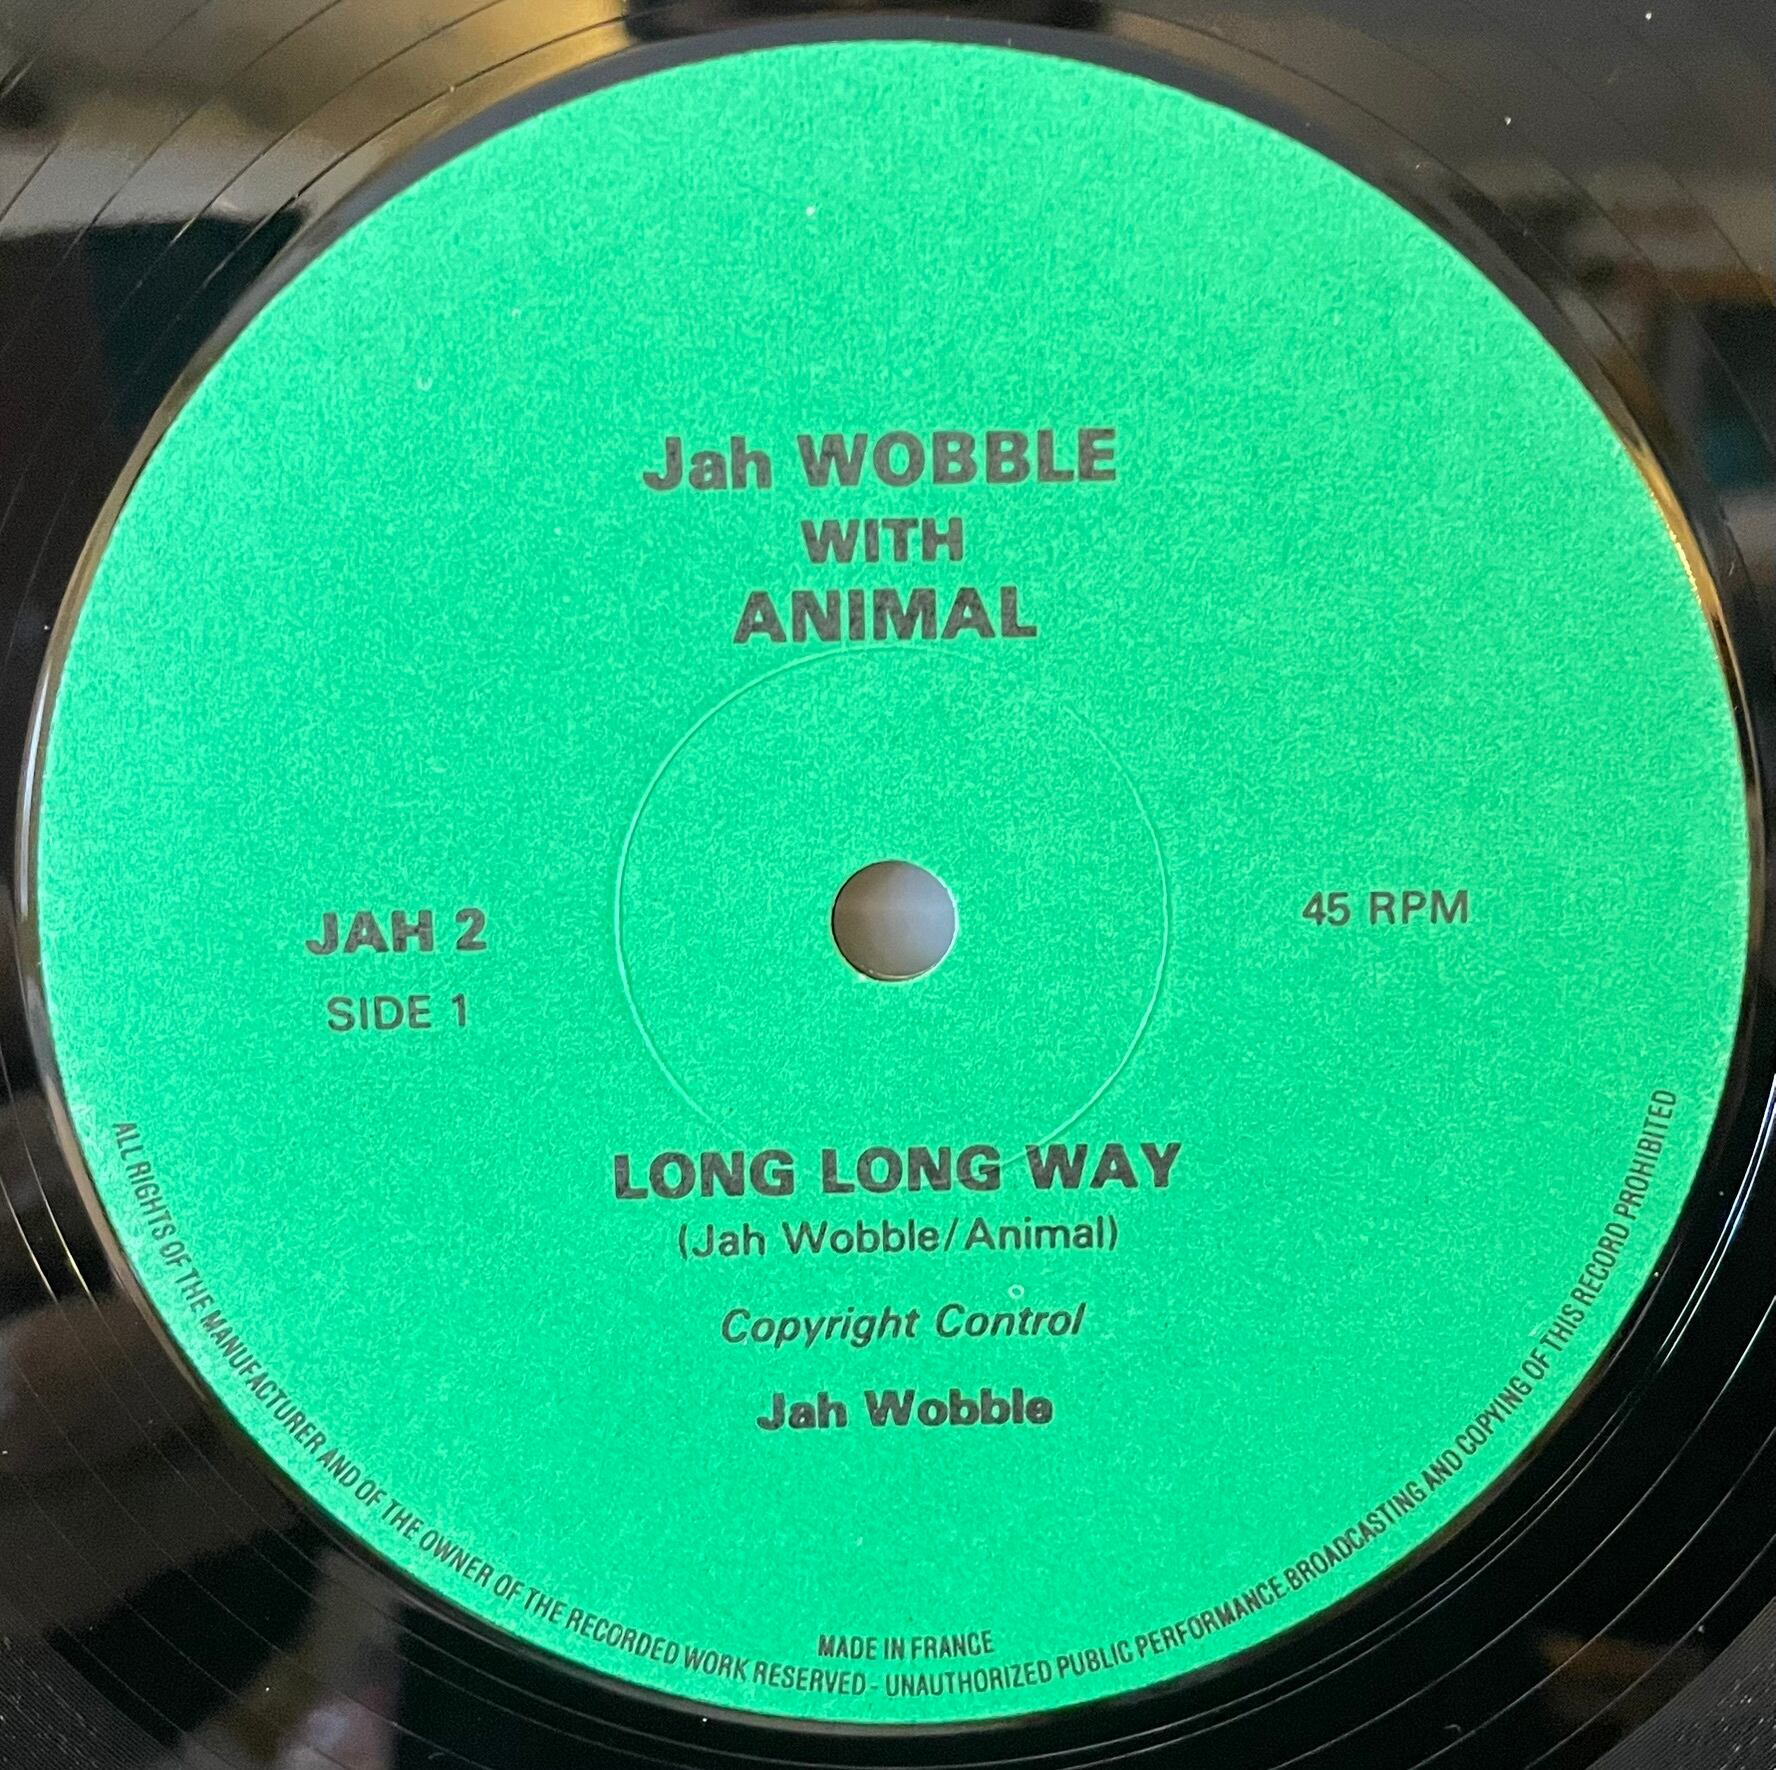 Jah WOBBLE
WITH
ANIMAL
JAH 2
SIDE 1
45 RPM
LONG LONG WAY
(Jah Wobble/Animal)
Copyright Control
Jah Wobble
MADE IN FRANCE
ALL RIGHTS OF THE MANUFACTURER AND OF THE OWNER OF THE RECORDED WORK RESERVED - UNAUTHORIZED PUBLIC PERFORMANCE BROADCASTING AND COPYING OF THIS RECORD PROHIBITED